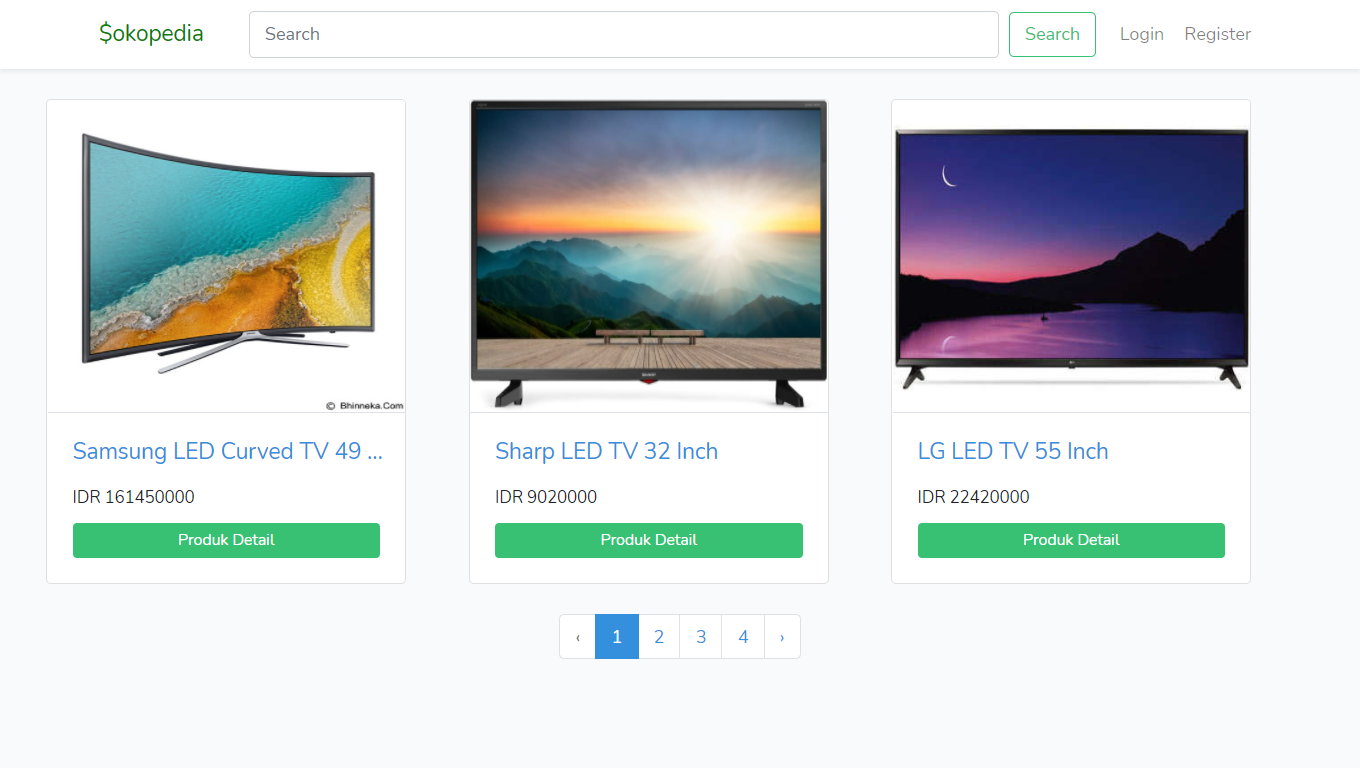 $okopedia
Search
Search
Login
Register
© Bhinneka.Com
SHARP
LG
Samsung LED Curved TV 49 ...
Sharp LED TV 32 Inch
LG LED TV 55 Inch
IDR 161450000
IDR 9020000
IDR 22420000
Produk Detail
Produk Detail
Produk Detail
‹ 1 2 3 4 ›